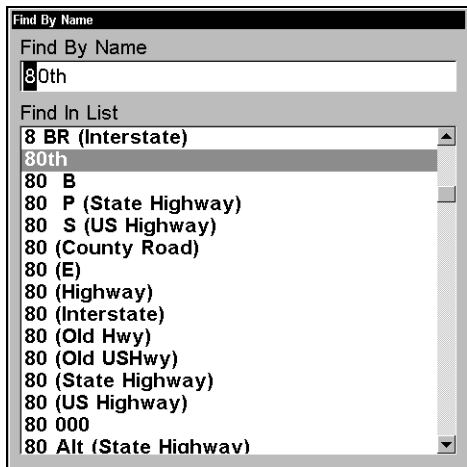 Find By Name
Find By Name
80th
Find In List
8 BR (Interstate)
80th
80 B
80 P (State Highway)
80 S (US Highway)
80 (County Road)
80 (E)
80 (Highway)
80 (Interstate)
80 (Old Hwy)
80 (Old USHwy)
80 (State Highway)
80 (US Highway)
80 000
80 Alt (State Highway)